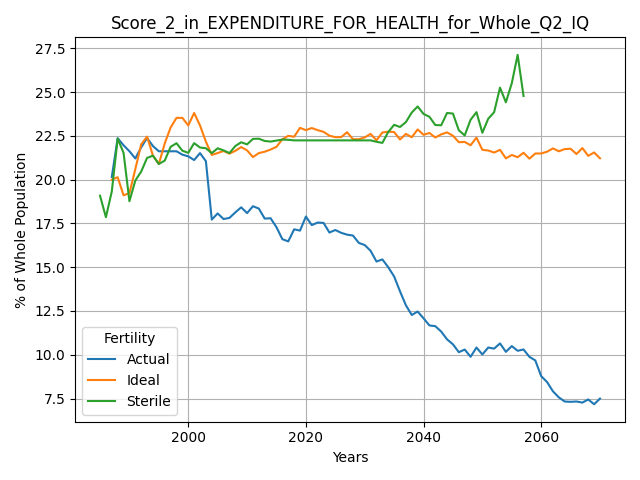 Score_2_in_EXPENDITURE_FOR_HEALTH_for_Whole_Q2_IQ
% of Whole Population
27.5
25.0
22.5
20.0
17.5
15.0
12.5
10.0
7.5
Fertility
Actual
Ideal
Sterile
2000
2020
2040
2060
Years